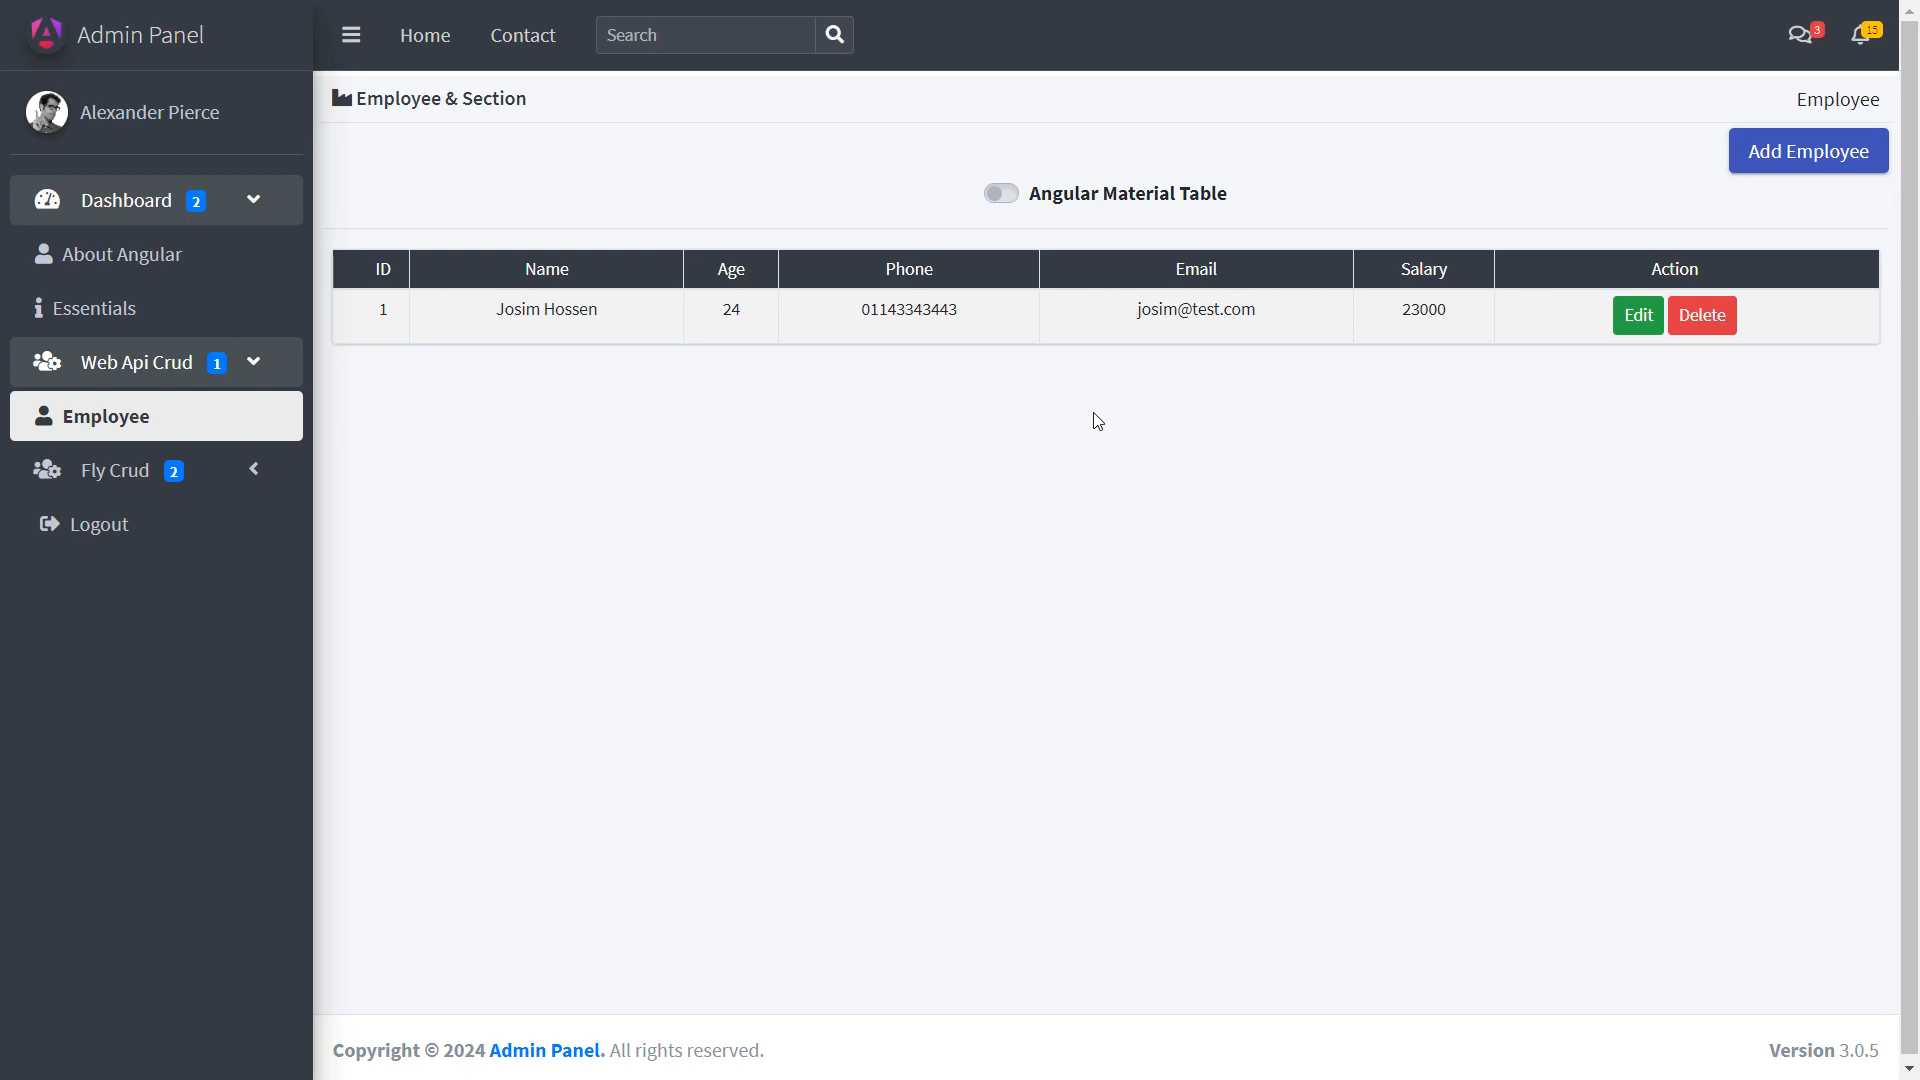 Admin Panel
Home
Contact
Search
3
15
Alexander Pierce
Employee & Section
Employee
Add Employee
Angular Material Table
Dashboard 2
About Angular
Essentials
Web Api Crud 1
Employee
Fly Crud 2
Logout
ID Name Age Phone Email Salary Action
1 Josim Hossen 24 01143343443 josim@test.com 23000 Edit Delete
Copyright © 2024 Admin Panel. All rights reserved.
Version 3.0.5